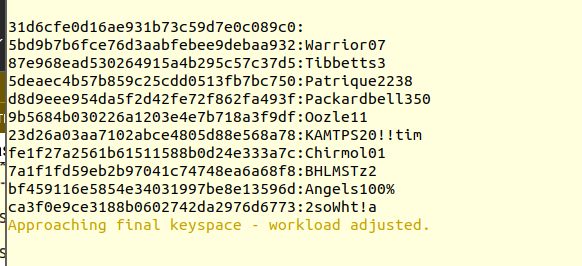 31d6cfe0d16ae931b73c59d7e0c089c0:
5bd9b7b6fce76d3aabfebee9debaa932:Warrior07
87e968ead530264915a4b295c57c37d5:Tibbetts3
5deaec4b57b859c25cdd0513fb7bc750:Patrique2238
d8d9eee954da5f2d42fe72f862fa493f:Packardbell350
9b5684b030226a1203e4e7b718a3f9df:Oozle11
23d26a03aa7102abce4805d88e568a78:KAMTPS20!!tim
fe1f27a2561b61511588b0d24e333a7c:Chirmol01
7a1f1fd59eb2b97041c74748ea6a68f8:BHLMSTz2
bf459116e5854e34031997be8e13596d:Angels100%
ca3f0e9ce3188b0602742da2976d6773:2soWht!a
Approaching final keyspace - workload adjusted.